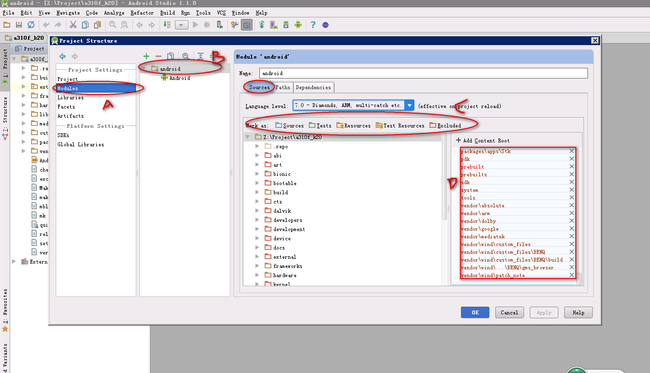 android - [Z:\Project\a310f_k20] - Android Studio 1.1.0
File Edit View Navigate Code Analyze Refactor Build Run Tools VCS Window Help
Project
a310f_k20
Project Structure
Project Settings
Project
Modules
Libraries
Facets
Artifacts
Platform Settings
SDKs
Global Libraries
A
B
android
Android
Module 'android'
Name: android
Sources Paths Dependencies
Language level: 7.0 - Diamonds, ARM, multi-catch etc. (effective on project reload)
C
Mark as: Sources Tests Resources Test Resources Excluded
Z:\Project\a310f_k20
.repo
abi
art
bionic
bootable
build
cts
dalvik
developers
development
device
docs
external
frameworks
hardware
kernel
+ Add Content Root
D
packages\apps\Stk
pdk
prebuilt
prebuilts
sdk
system
tools
vendor\absolute
vendor\arm
vendor\dolby
vendor\google
vendor\mediatek
vendor\wind\custom_files
vendor\wind\custom_files\BENQ
vendor\wind\custom_files\BENQ\build
vendor\wind\...\BENQ\gms_browser
vendor\wind\patch_nota
OK Cancel Apply Help
1: Project
Z: Structure
2: Favorites
d Variants